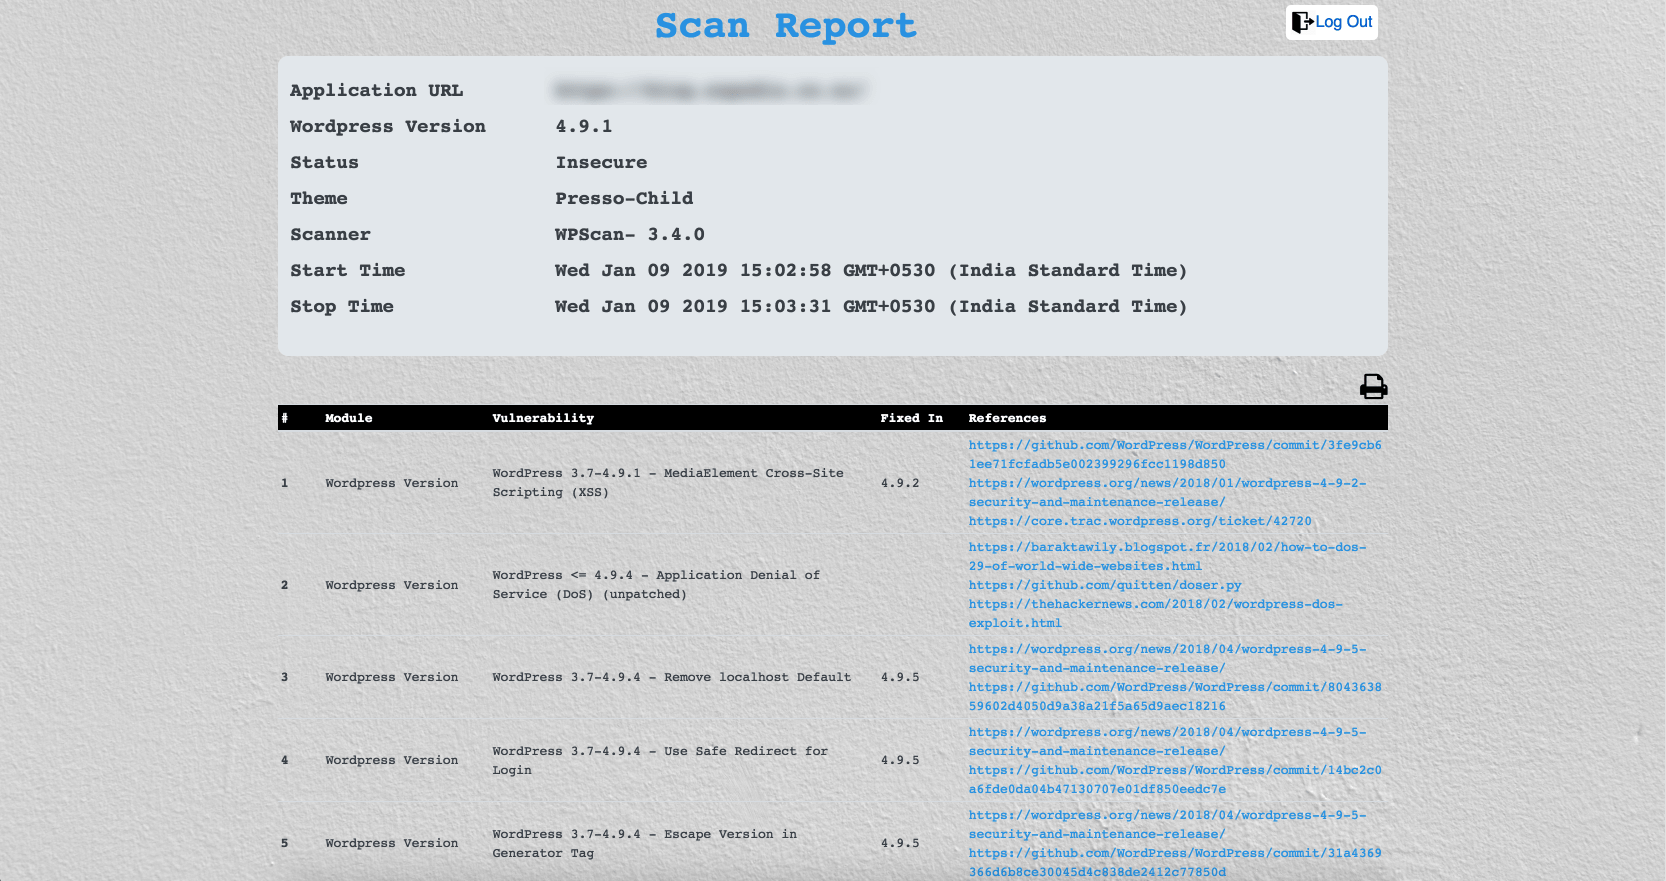 Scan Report
Log Out
Application URL
Wordpress Version 4.9.1
Status Insecure
Theme Presso-Child
Scanner WPScan- 3.4.0
Start Time Wed Jan 09 2019 15:02:58 GMT+0530 (India Standard Time)
Stop Time Wed Jan 09 2019 15:03:31 GMT+0530 (India Standard Time)
# Module Vulnerability Fixed In References
1 Wordpress Version WordPress 3.7-4.9.1 - MediaElement Cross-Site
Scripting (XSS) 4.9.2
https://github.com/WordPress/WordPress/commit/3fe9cb6
1ee71fcfadb5e002399296fcc1198d850
https://wordpress.org/news/2018/01/wordpress-4-9-2-
security-and-maintenance-release/
https://core.trac.wordpress.org/ticket/42720
2 Wordpress Version WordPress <= 4.9.4 - Application Denial of
Service (DoS) (unpatched)
https://baraktawily.blogspot.fr/2018/02/how-to-dos-
29-of-world-wide-websites.html
https://github.com/quitten/doser.py
https://thehackernews.com/2018/02/wordpress-dos-
exploit.html
3 Wordpress Version WordPress 3.7-4.9.4 - Remove localhost Default 4.9.5
https://wordpress.org/news/2018/04/wordpress-4-9-5-
security-and-maintenance-release/
https://github.com/WordPress/WordPress/commit/8043638
59602d4050d9a38a21f5a65d9aec18216
4 Wordpress Version WordPress 3.7-4.9.4 - Use Safe Redirect for
Login 4.9.5
https://wordpress.org/news/2018/04/wordpress-4-9-5-
security-and-maintenance-release/
https://github.com/WordPress/WordPress/commit/14bc2c0
a6fde0da04b47130707e01df850eedc7e
5 Wordpress Version WordPress 3.7-4.9.4 - Escape Version in
Generator Tag 4.9.5
https://wordpress.org/news/2018/04/wordpress-4-9-5-
security-and-maintenance-release/
https://github.com/WordPress/WordPress/commit/31a4369
366d6b8ce30045d4c838de2412c77850d